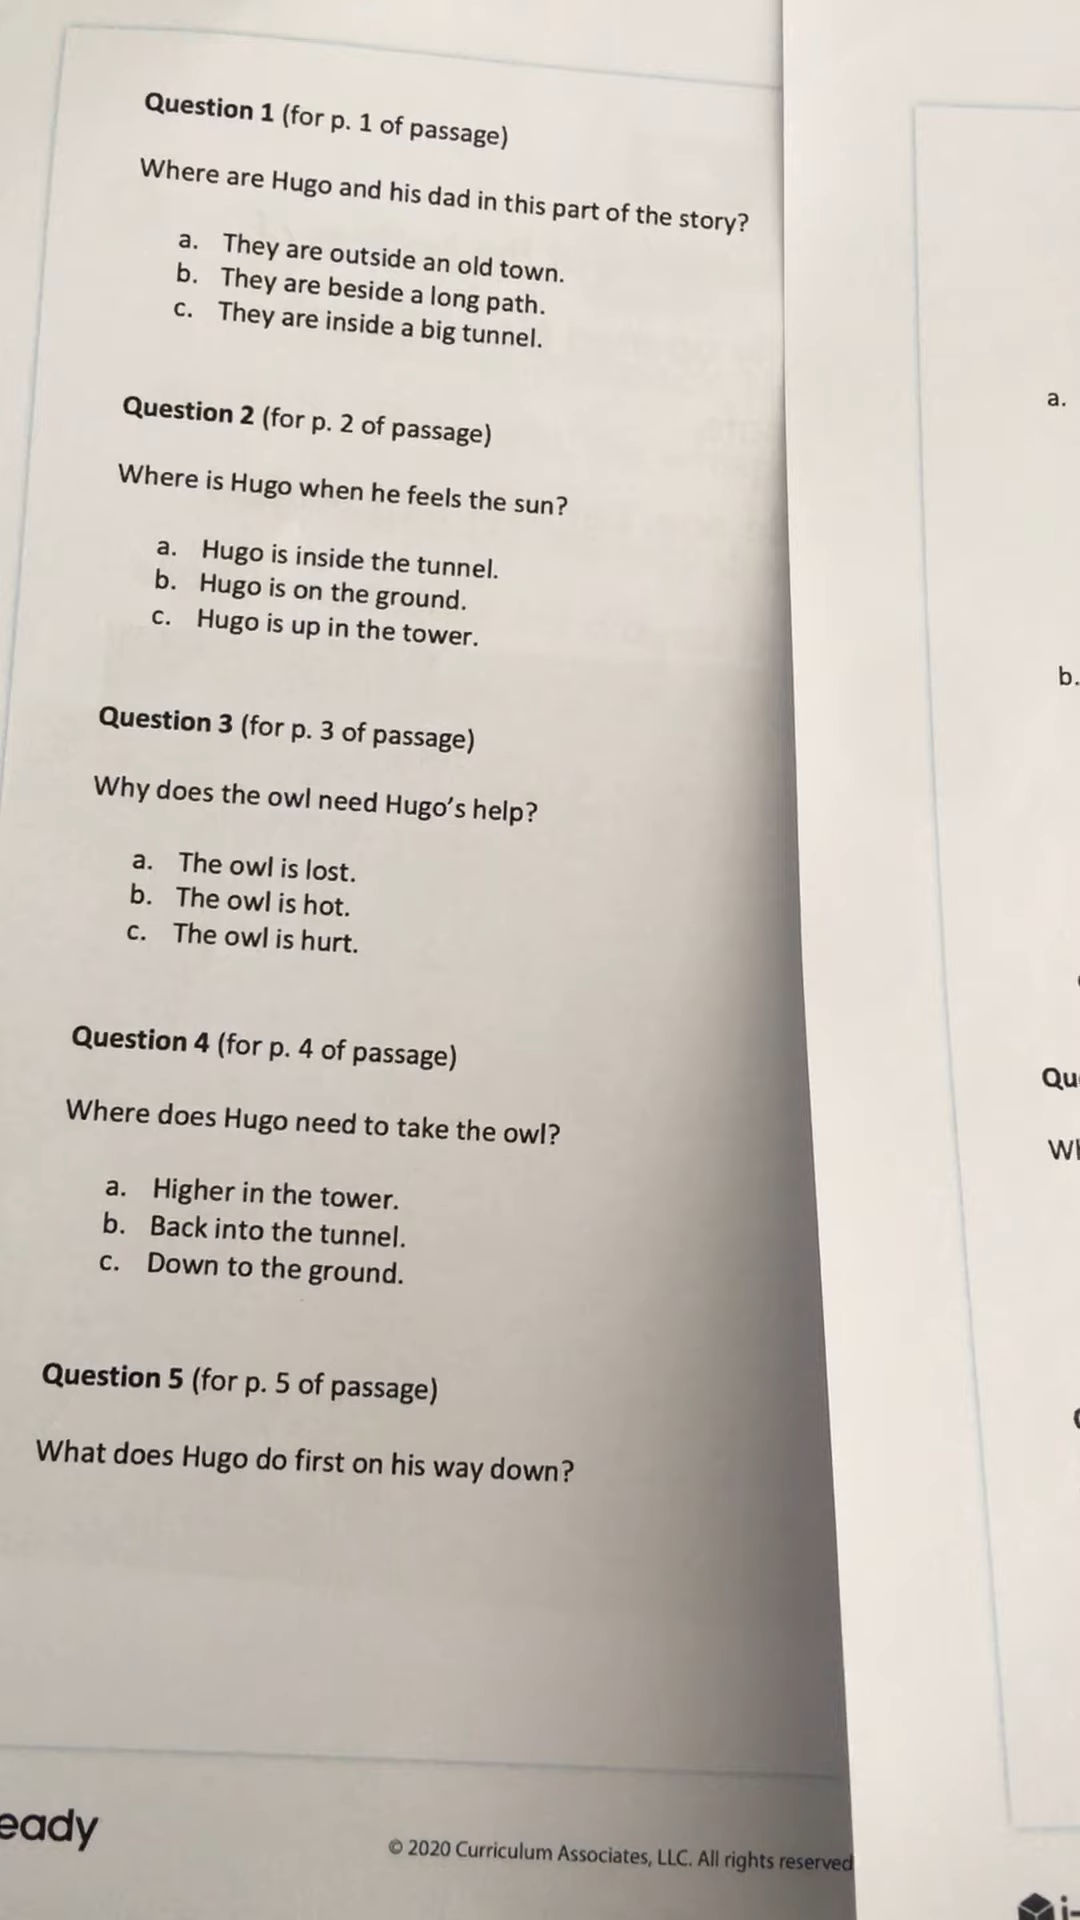 Question 1 (for p. 1 of passage)
Where are Hugo and his dad in this part of the story?
a. They are outside an old town.
b. They are beside a long path.
c. They are inside a big tunnel.
Question 2 (for p. 2 of passage)
Where is Hugo when he feels the sun?
a. Hugo is inside the tunnel.
b. Hugo is on the ground.
c. Hugo is up in the tower.
Question 3 (for p. 3 of passage)
Why does the owl need Hugo's help?
a. The owl is lost.
b. The owl is hot.
c. The owl is hurt.
Question 4 (for p. 4 of passage)
Where does Hugo need to take the owl?
a. Higher in the tower.
b. Back into the tunnel.
c. Down to the ground.
Question 5 (for p. 5 of passage)
What does Hugo do first on his way down?
eady
© 2020 Curriculum Associates, LLC. All rights reserved
a.
b.
Qu
i-